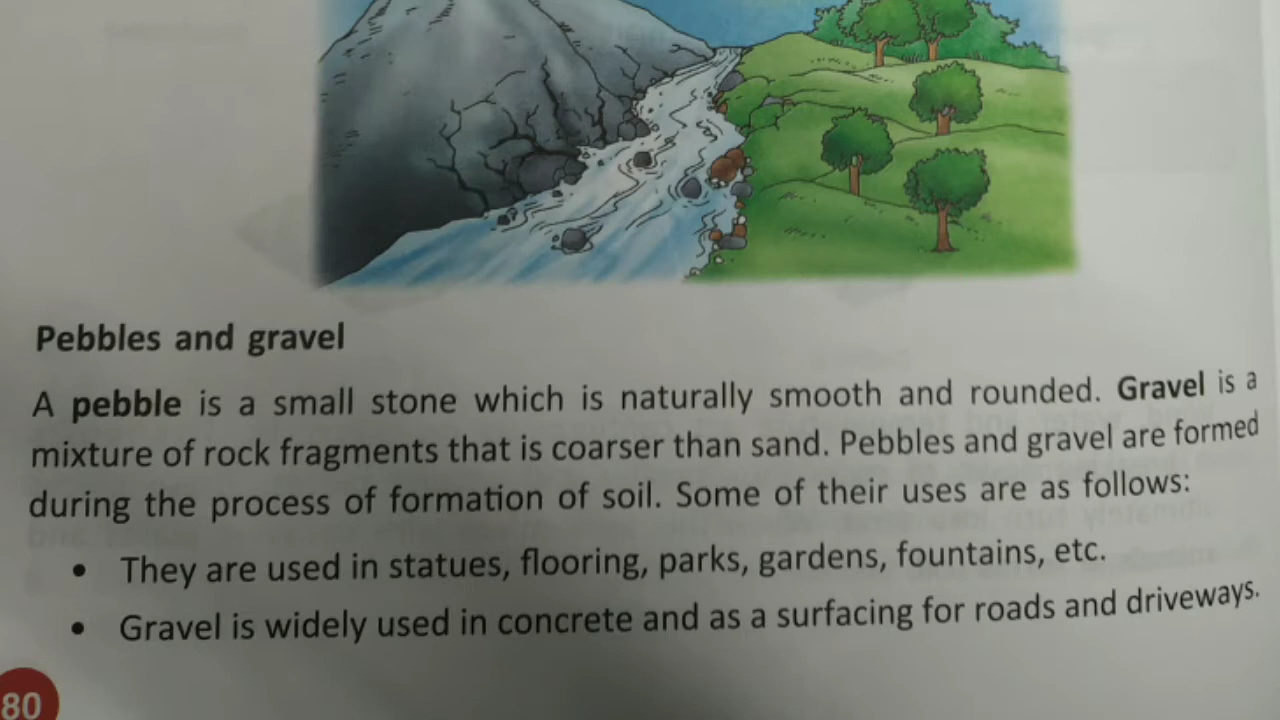 Pebbles and gravel
A pebble is a small stone which is naturally smooth and rounded. Gravel is a
mixture of rock fragments that is coarser than sand. Pebbles and gravel are formed
during the process of formation of soil. Some of their uses are as follows:
• They are used in statues, flooring, parks, gardens, fountains, etc.
• Gravel is widely used in concrete and as a surfacing for roads and driveways.
80